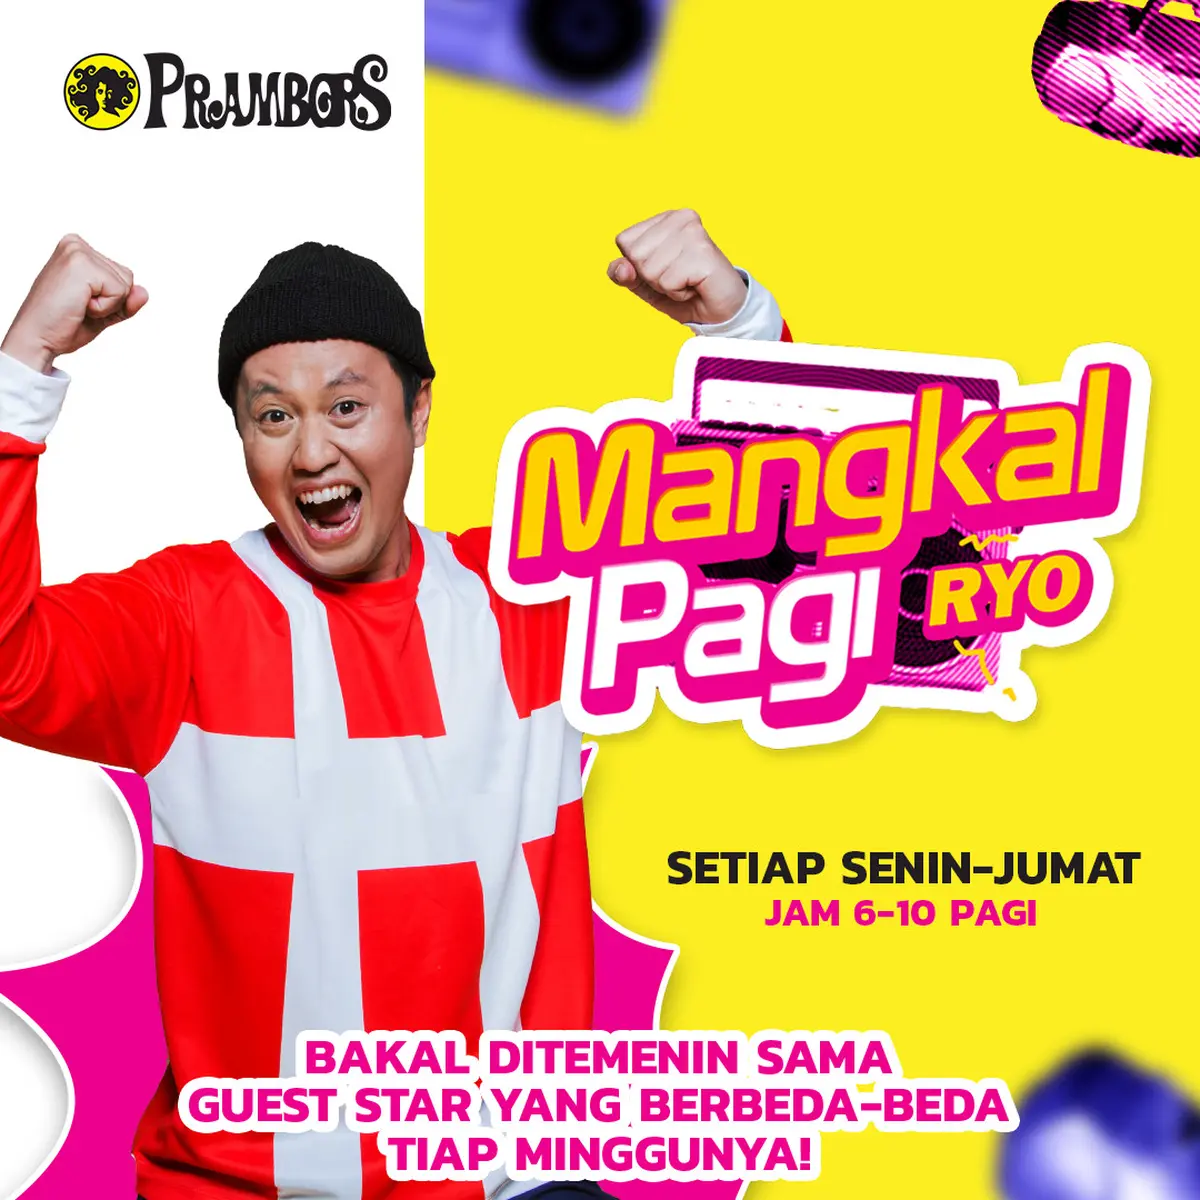 PRAMBORS
Mangkal
Pagi
RYO
SETIAP SENIN-JUMAT
JAM 6-10 PAGI
BAKAL DITEMENIN SAMA
GUEST STAR YANG BERBEDA-BEDA
TIAP MINGGUNYA!